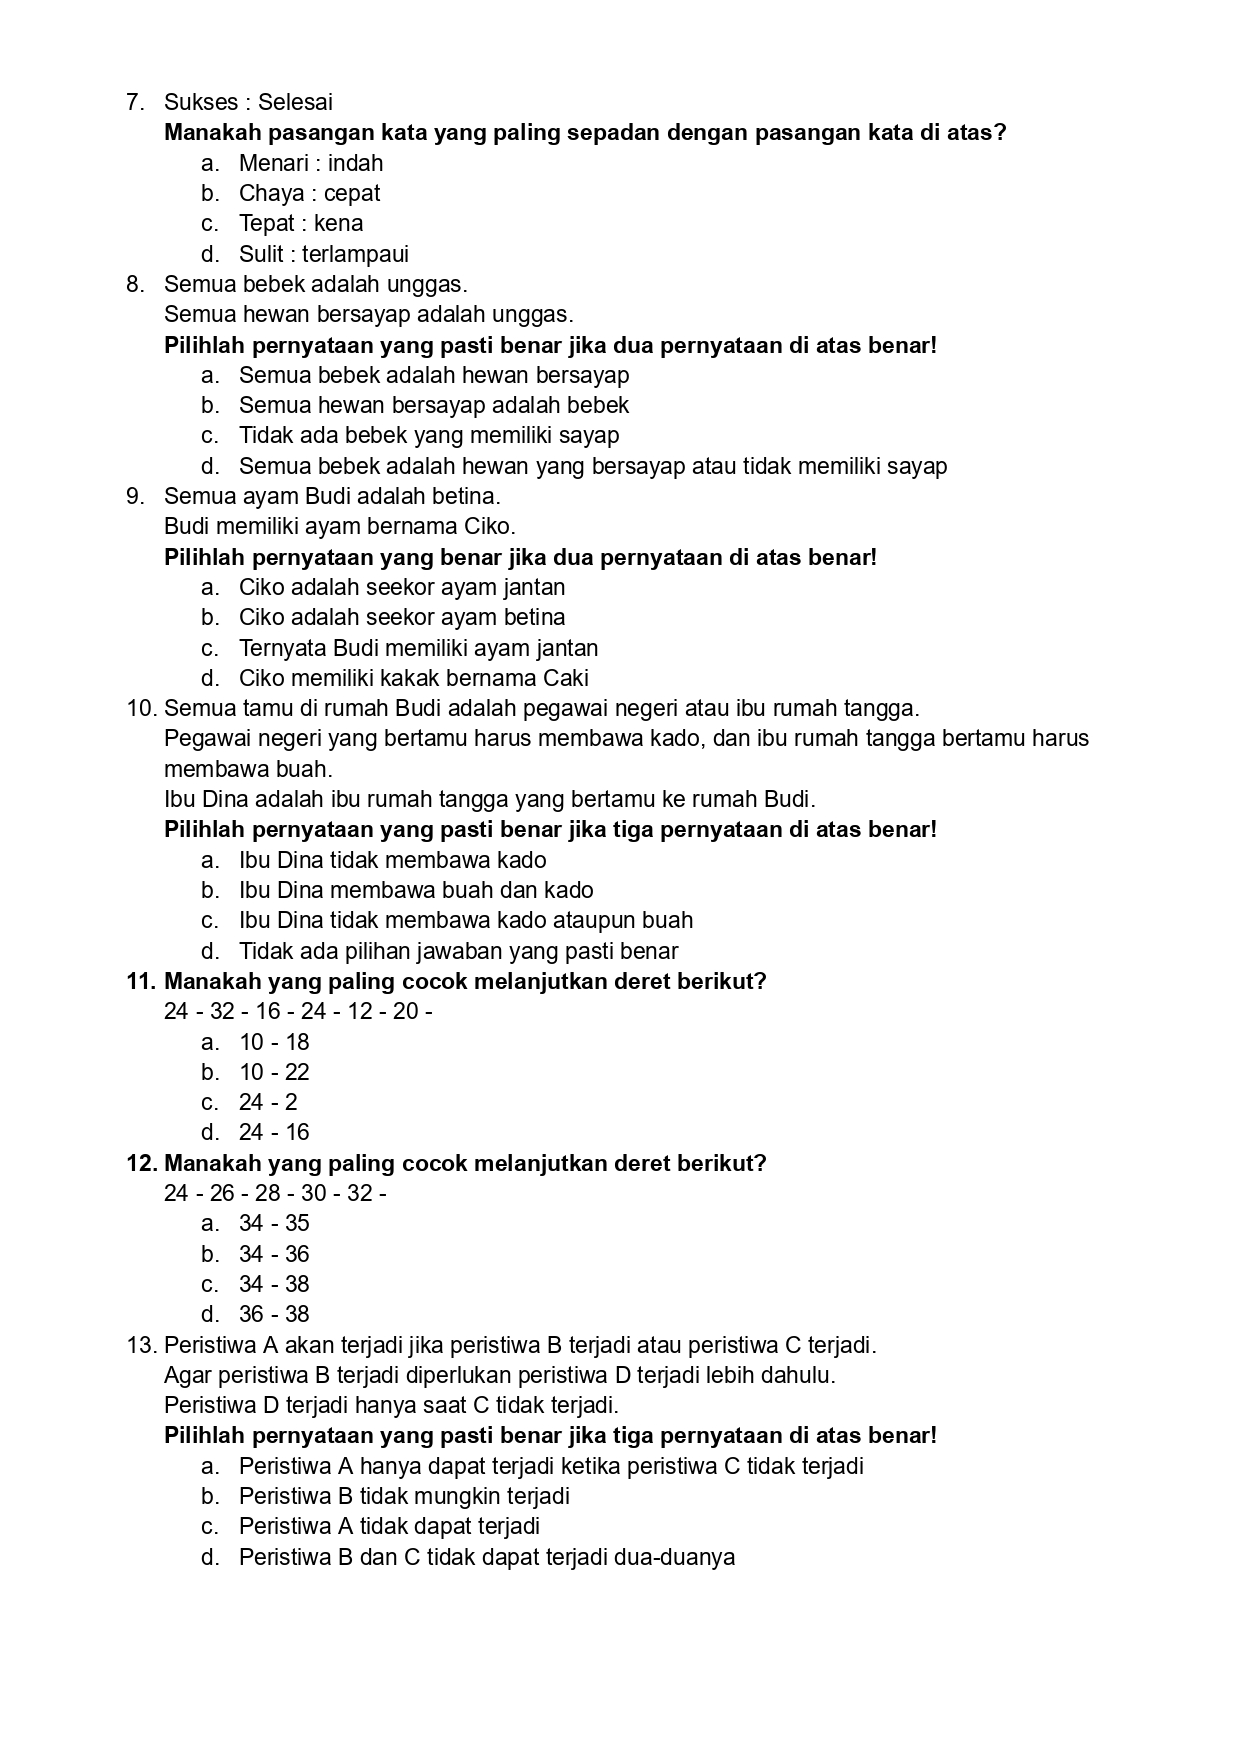 7. Sukses : Selesai
Manakah pasangan kata yang paling sepadan dengan pasangan kata di atas?
a. Menari : indah
b. Chaya : cepat
c. Tepat : kena
d. Sulit : terlampaui
8. Semua bebek adalah unggas.
Semua hewan bersayap adalah unggas.
Pilihlah pernyataan yang pasti benar jika dua pernyataan di atas benar!
a. Semua bebek adalah hewan bersayap
b. Semua hewan bersayap adalah bebek
c. Tidak ada bebek yang memiliki sayap
d. Semua bebek adalah hewan yang bersayap atau tidak memiliki sayap
9. Semua ayam Budi adalah betina.
Budi memiliki ayam bernama Ciko.
Pilihlah pernyataan yang benar jika dua pernyataan di atas benar!
a. Ciko adalah seekor ayam jantan
b. Ciko adalah seekor ayam betina
c. Ternyata Budi memiliki ayam jantan
d. Ciko memiliki kakak bernama Caki
10. Semua tamu di rumah Budi adalah pegawai negeri atau ibu rumah tangga.
Pegawai negeri yang bertamu harus membawa kado, dan ibu rumah tangga bertamu harus
membawa buah.
Ibu Dina adalah ibu rumah tangga yang bertamu ke rumah Budi.
Pilihlah pernyataan yang pasti benar jika tiga pernyataan di atas benar!
a. Ibu Dina tidak membawa kado
b. Ibu Dina membawa buah dan kado
c. Ibu Dina tidak membawa kado ataupun buah
d. Tidak ada pilihan jawaban yang pasti benar
11. Manakah yang paling cocok melanjutkan deret berikut?
24 - 32 - 16 - 24 - 12 - 20 -
a. 10 - 18
b. 10 - 22
c. 24 - 2
d. 24 - 16
12. Manakah yang paling cocok melanjutkan deret berikut?
24 - 26 - 28 - 30 - 32 -
a. 34 - 35
b. 34 - 36
c. 34 - 38
d. 36 - 38
13. Peristiwa A akan terjadi jika peristiwa B terjadi atau peristiwa C terjadi.
Agar peristiwa B terjadi diperlukan peristiwa D terjadi lebih dahulu.
Peristiwa D terjadi hanya saat C tidak terjadi.
Pilihlah pernyataan yang pasti benar jika tiga pernyataan di atas benar!
a. Peristiwa A hanya dapat terjadi ketika peristiwa C tidak terjadi
b. Peristiwa B tidak mungkin terjadi
c. Peristiwa A tidak dapat terjadi
d. Peristiwa B dan C tidak dapat terjadi dua-duanya